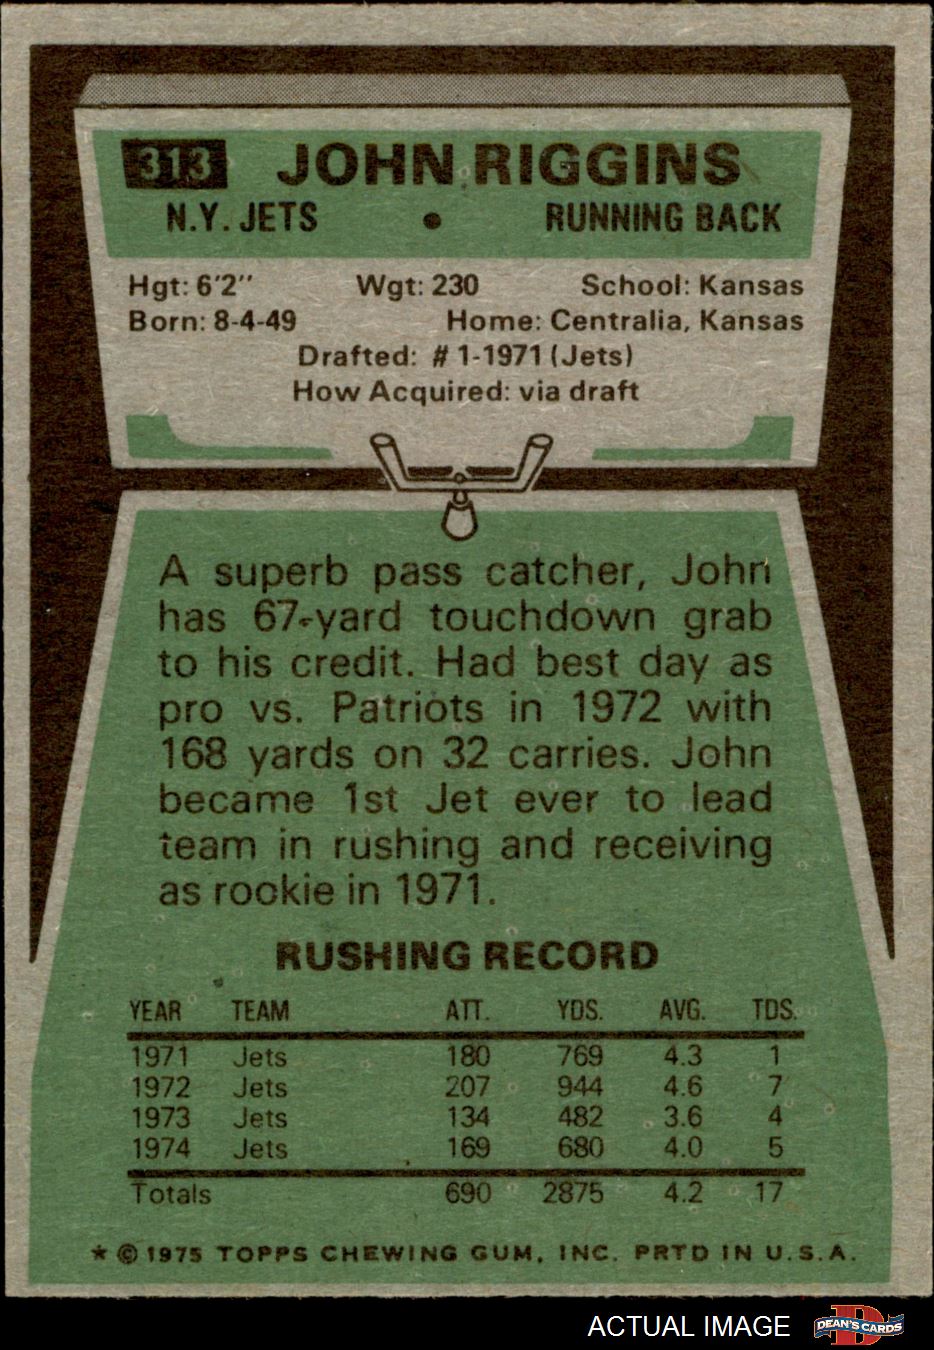 313 JOHN RIGGINS
N.Y. JETS • RUNNING BACK
Hgt: 6'2" Wgt: 230 School: Kansas
Born: 8-4-49 Home: Centralia, Kansas
Drafted: #1-1971 (Jets)
How Acquired: via draft
A superb pass catcher, John
has 67-yard touchdown grab
to his credit. Had best day as
pro vs. Patriots in 1972 with
168 yards on 32 carries. John
became 1st Jet ever to lead
team in rushing and receiving
as rookie in 1971.
RUSHING RECORD
YEAR TEAM ATT. YDS. AVG. TDS.
1971 Jets 180 769 4.3 1
1972 Jets 207 944 4.6 7
1973 Jets 134 482 3.6 4
1974 Jets 169 680 4.0 5
Totals 690 2875 4.2 17
* © 1975 TOPPS CHEWING GUM, INC. PRTD IN U.S.A.
ACTUAL IMAGE DEAN'S CARDS